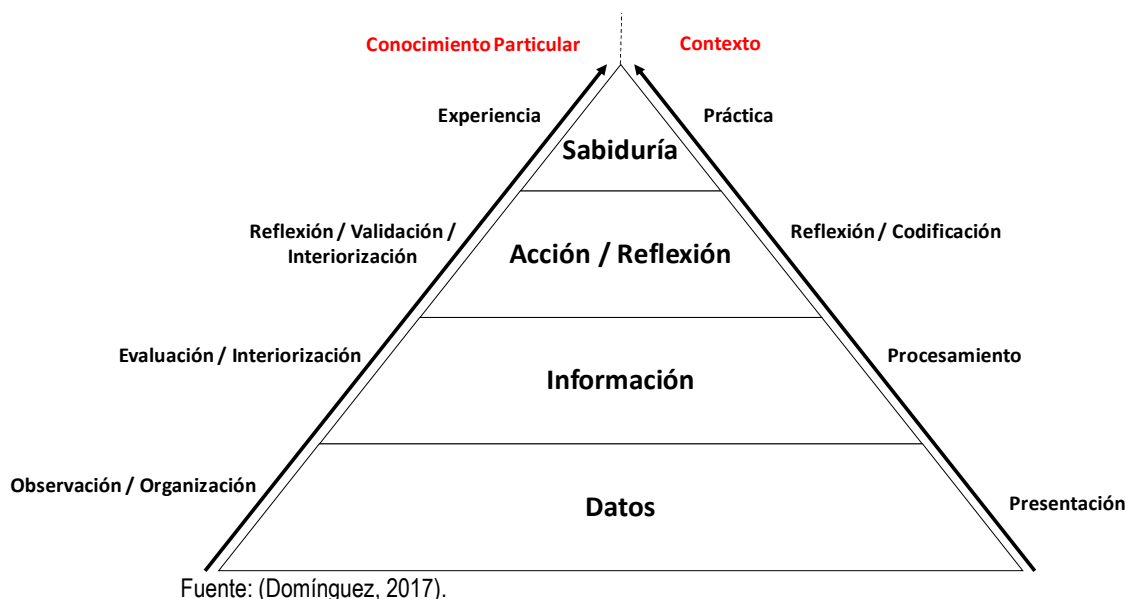 Conocimiento Particular
Contexto
Experiencia
Práctica
Sabiduría
Reflexión / Validación /
Interiorización
Acción / Reflexión
Reflexión / Codificación
Evaluación / Interiorización
Información
Procesamiento
Observación / Organización
Datos
Presentación
Fuente: (Domínguez, 2017).